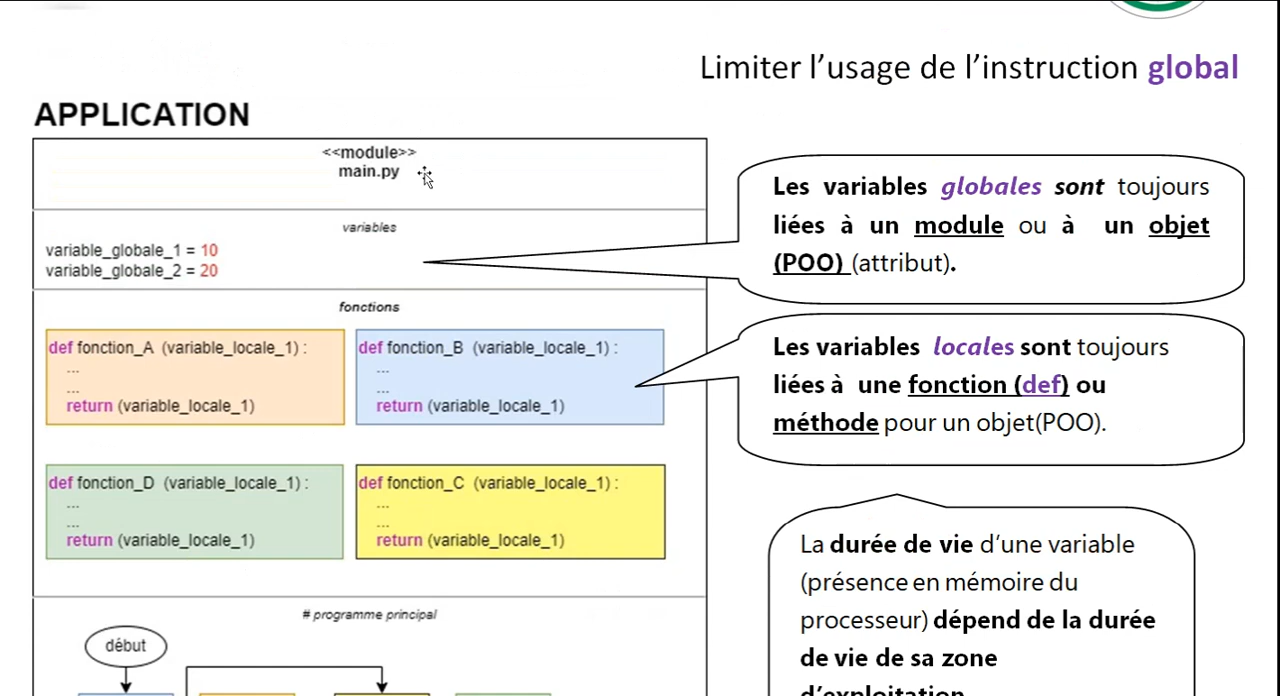 Limiter l’usage de l’instruction global
APPLICATION
<<module>>
main.py
variables
variable_globale_1 = 10
variable_globale_2 = 20
fonctions
def fonction_A (variable_locale_1) :
...
...
return (variable_locale_1)
def fonction_B (variable_locale_1) :
...
...
return (variable_locale_1)
def fonction_D (variable_locale_1) :
...
...
return (variable_locale_1)
def fonction_C (variable_locale_1) :
...
...
return (variable_locale_1)
# programme principal
début
Les variables globales sont toujours
liées à un module ou à un objet
(POO) (attribut).
Les variables locales sont toujours
liées à une fonction (def) ou
méthode pour un objet(POO).
La durée de vie d’une variable
(présence en mémoire du
processeur) dépend de la durée
de vie de sa zone
d’exploitation